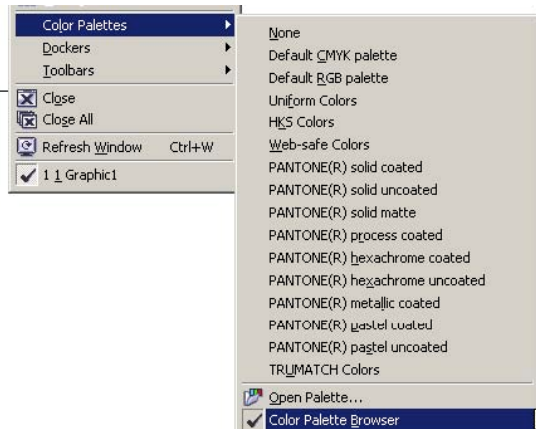 Color Palettes
Dockers
Toolbars
Close
Close All
Refresh Window Ctrl+W
1 1 Graphic1
None
Default CMYK palette
Default RGB palette
Uniform Colors
HKS Colors
Web-safe Colors
PANTONE(R) solid coated
PANTONE(R) solid uncoated
PANTONE(R) solid matte
PANTONE(R) process coated
PANTONE(R) hexachrome coated
PANTONE(R) hexachrome uncoated
PANTONE(R) metallic coated
PANTONE(R) pastel coated
PANTONE(R) pastel uncoated
TRUMATCH Colors
Open Palette...
Color Palette Browser